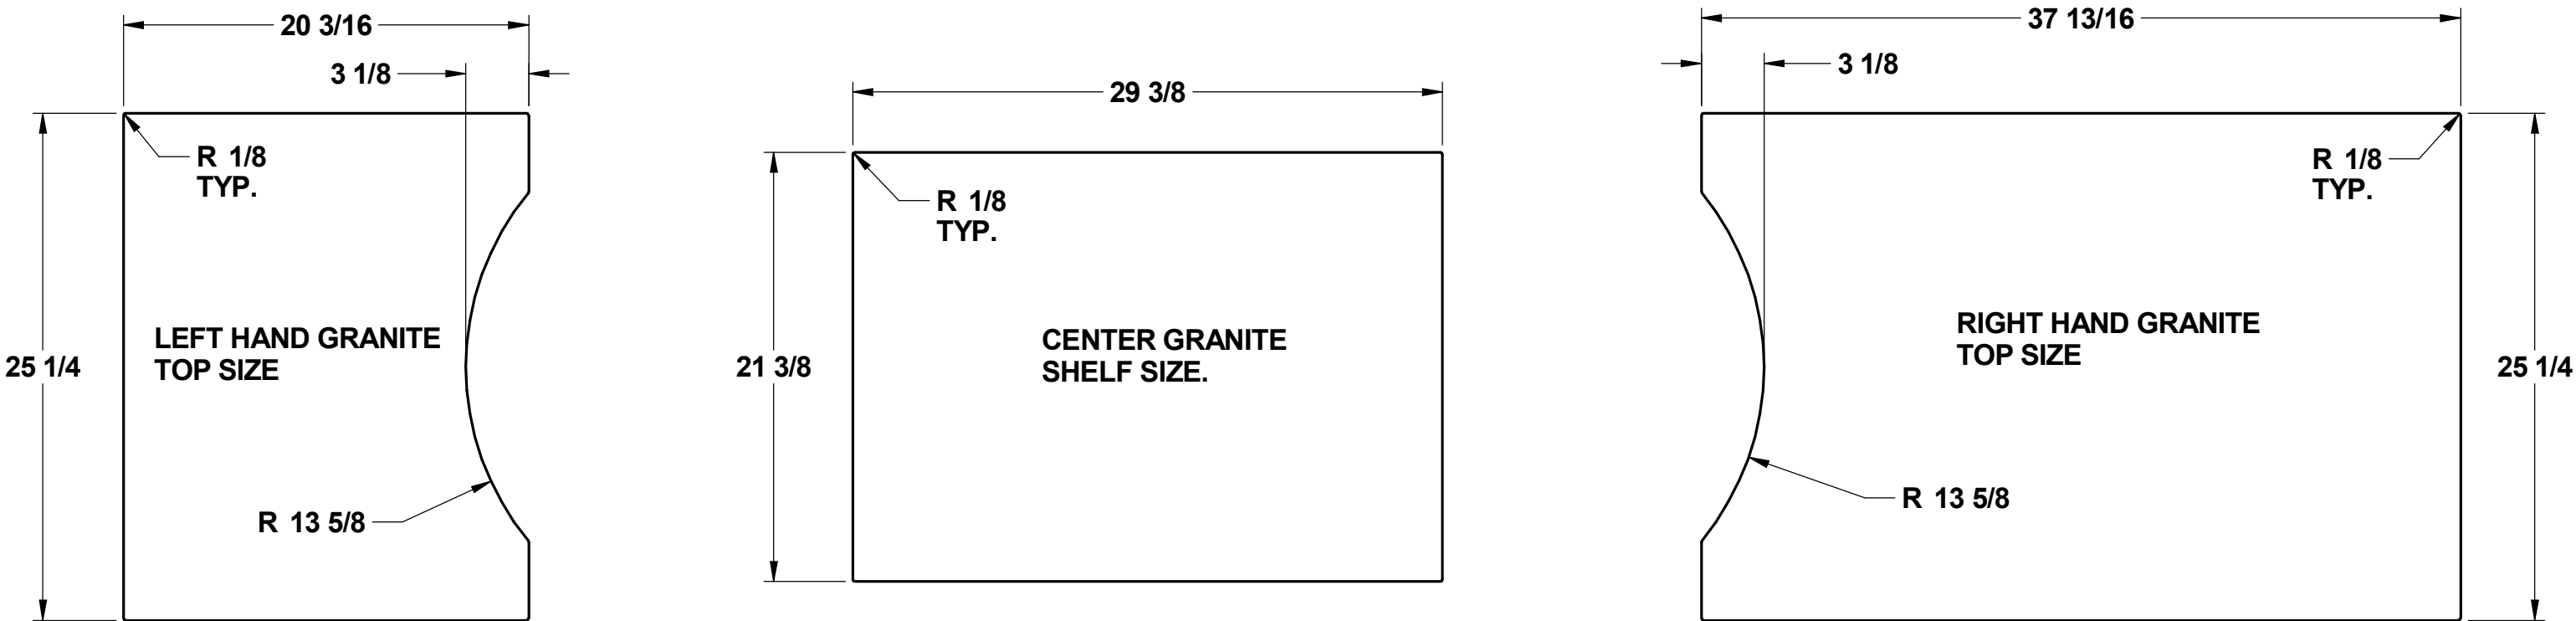 20 3/16
3 1/8
R 1/8
TYP.
25 1/4
LEFT HAND GRANITE
TOP SIZE
R 13 5/8
29 3/8
R 1/8
TYP.
21 3/8
CENTER GRANITE
SHELF SIZE.
37 13/16
3 1/8
R 1/8
TYP.
RIGHT HAND GRANITE
TOP SIZE
25 1/4
R 13 5/8